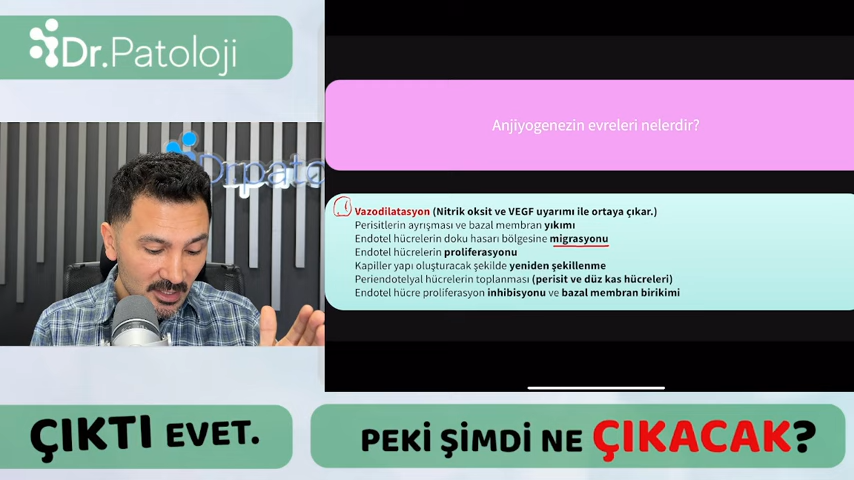 Dr.Patoloji
Dr.pato
Anjiyogenezin evreleri nelerdir?
Vazodilatasyon (Nitrik oksit ve VEGF uyarımı ile ortaya çıkar.)
Perisitlerin ayrışması ve bazal membran yıkımı
Endotel hücrelerin doku hasarı bölgesine migrasyonu
Endotel hücrelerin proliferasyonu
Kapiller yapı oluşturacak şekilde yeniden şekillenme
Periendotelyal hücrelerin toplanması (perisit ve düz kas hücreleri)
Endotel hücre proliferasyon inhibisyonu ve bazal membran birikimi
ÇIKTI EVET.
PEKİ ŞİMDİ NE ÇIKACAK?